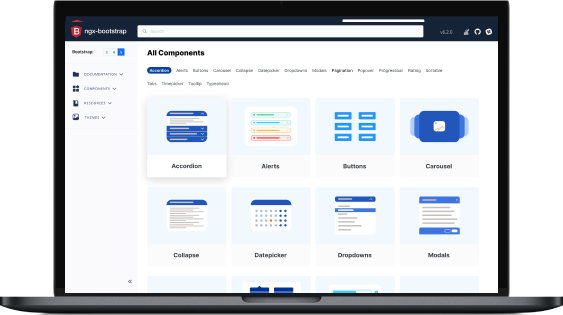 ngx-bootstrap
Search
v6.2.0
Bootstrap:
3 4 5
All Components
Accordion Alerts Buttons Carousel Collapse Datepicker Dropdowns Modals Pagination Popover Progressbar Rating Sortable
Tabs Timepicker Tooltip Typeahead
DOCUMENTATION
COMPONENTS
RESOURCES
THEMES
Accordion
Alerts
Buttons
Carousel
Collapse
Datepicker
Dropdowns
Modals